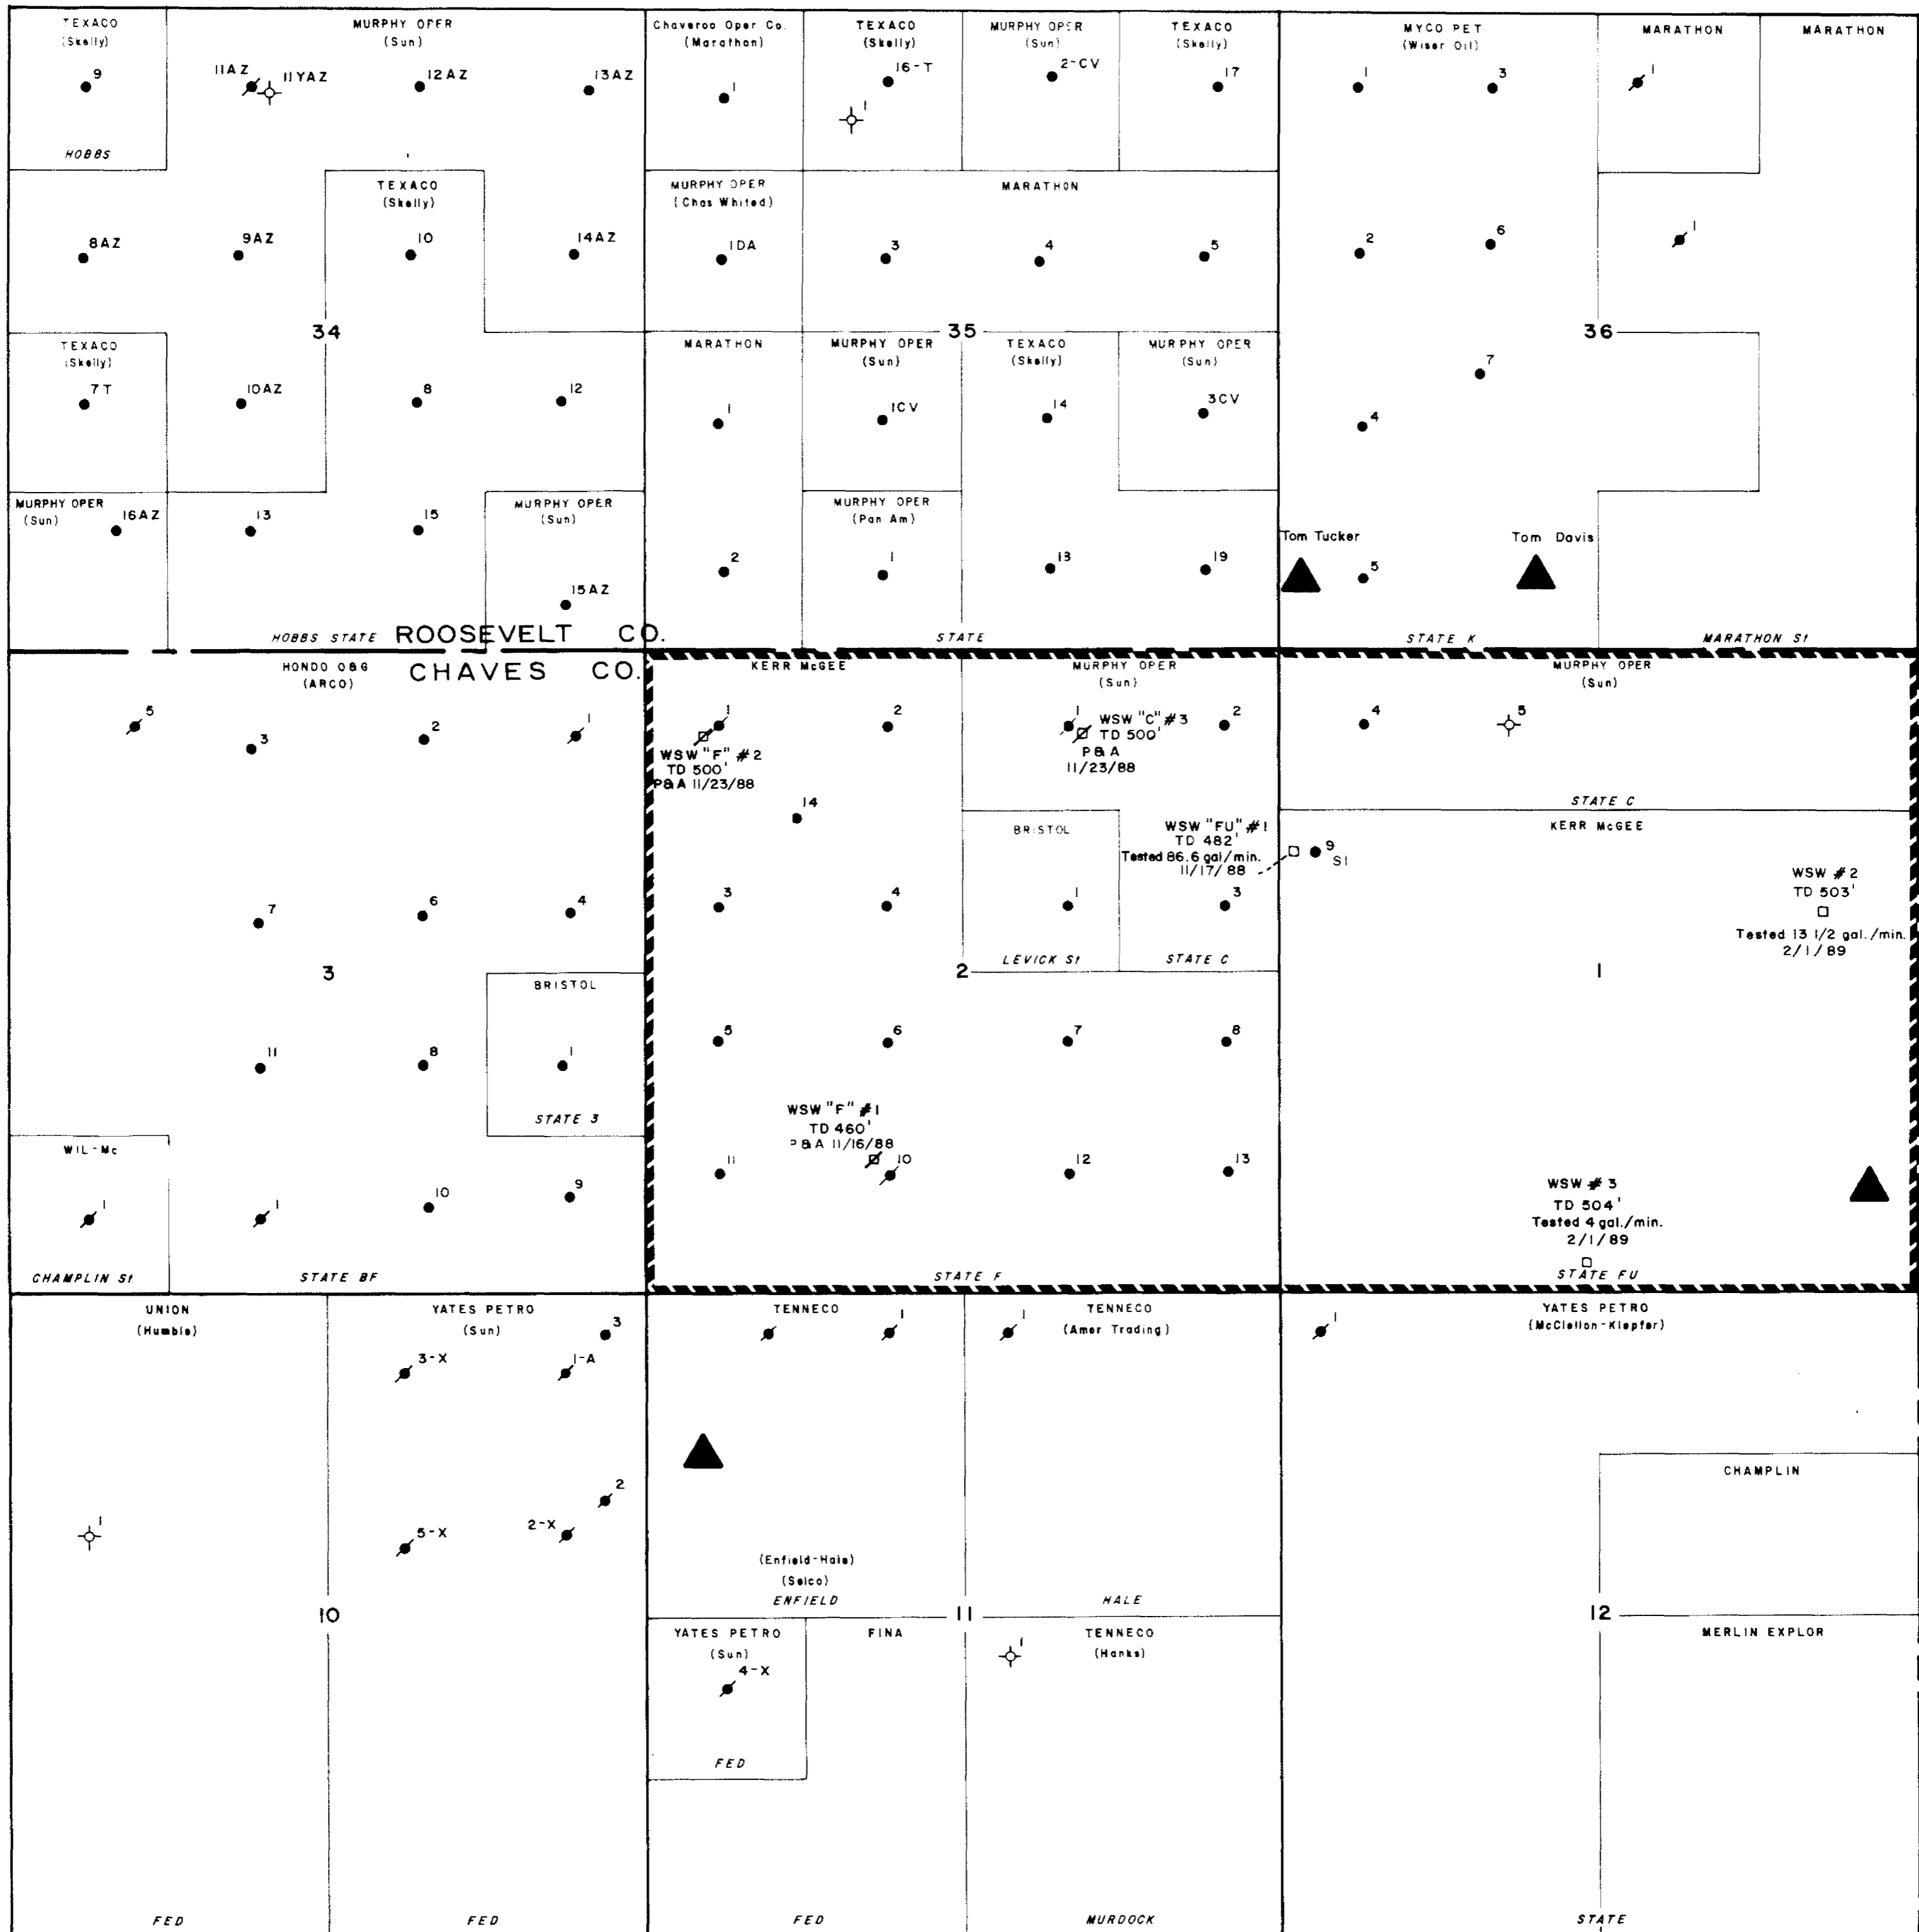 TEXACO
(Skelly)
9
HOBBS
MURPHY OPER
(Sun)
11AZ
11YAZ
12AZ
13AZ
Chaveroo Oper Co.
(Marathon)
1
TEXACO
(Skelly)
16-T
1
MURPHY OPER
(Sun)
2-CV
TEXACO
(Skelly)
17
MYCO PET
(Wiser Oil)
1
3
MARATHON
1
MARATHON
8AZ
9AZ
TEXACO
(Skelly)
10
14AZ
MURPHY OPER
(Chas Whited)
1DA
MARATHON
3
4
5
2
6
1
34
35
36
TEXACO
(Skelly)
7T
10AZ
8
12
MARATHON
1
MURPHY OPER
(Sun)
1CV
TEXACO
(Skelly)
14
MURPHY OPER
(Sun)
3CV
7
4
MURPHY OPER
(Sun)
16AZ
13
15
MURPHY OPER
(Sun)
15AZ
2
MURPHY OPER
(Pan Am)
1
18
19
Tom Tucker
5
Tom Davis
HOBBS STATE
ROOSEVELT CO.
STATE
STATE K
MARATHON St
CHAVES CO.
HONDO O&G
(ARCO)
5
3
2
1
KERR McGEE
1
WSW "F" #2
TD 500'
P&A 11/23/88
2
14
MURPHY OPER
(Sun)
1
WSW "C" #3
TD 500'
P&A
11/23/88
2
MURPHY OPER
(Sun)
4
5
STATE C
7
6
4
3
4
BRISTOL
1
LEVICK St
WSW "FU" #1
TD 482'
Tested 86.6 gal/min.
11/17/88
3
STATE C
KERR McGEE
9
SI
WSW #2
TD 503'
Tested 13 1/2 gal./min.
2/1/89
3
2
1
11
8
BRISTOL
1
STATE 3
5
6
7
8
WIL-Mc
1
CHAMPLIN St
1
10
9
STATE BF
WSW "F" #1
TD 460'
P&A 11/16/88
11
10
12
13
STATE F
WSW #3
TD 504'
Tested 4 gal./min.
2/1/89
STATE FU
UNION
(Humble)
1
FED
YATES PETRO
(Sun)
3
3-X
1-A
2
5-X
2-X
10
FED
TENNECO
1
(Enfield-Hale)
(Selco)
ENFIELD
TENNECO
(Amer Trading)
1
HALE
11
YATES PETRO
(Sun)
4-X
FED
FINA
FED
TENNECO
(Hanks)
1
MURDOCK
YATES PETRO
(McClellan-Klepfer)
1
CHAMPLIN
12
MERLIN EXPLOR
STATE